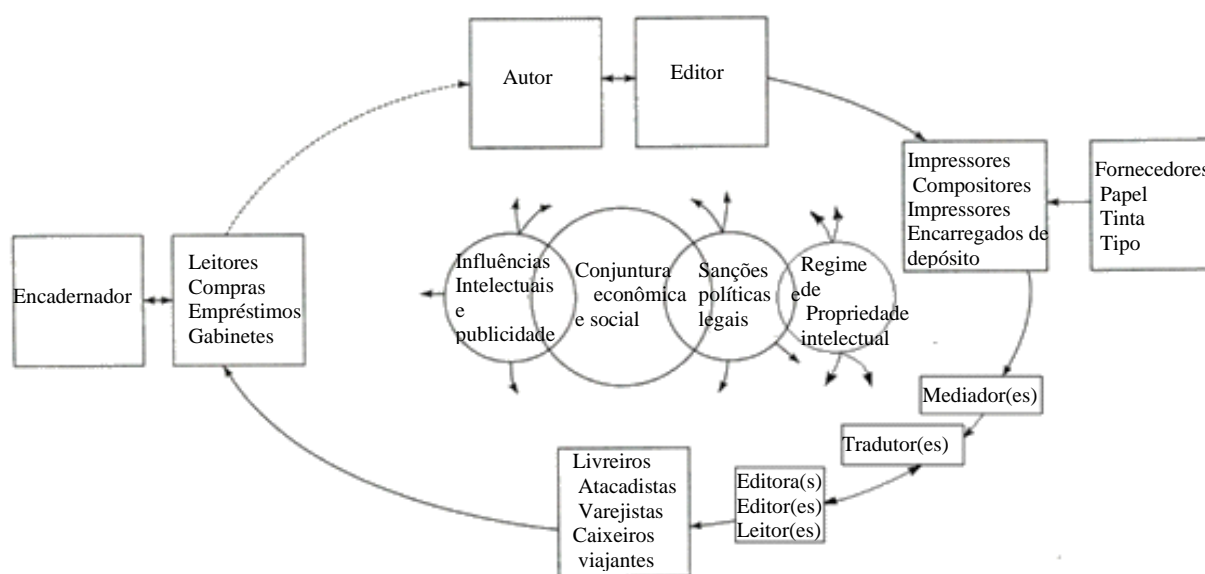 Autor
Editor
Impressores
Compositores
Impressores
Encarregados de
depósito
Fornecedores
Papel
Tinta
Tipo
Encadernador
Leitores
Compras
Empréstimos
Gabinetes
Influências
Intelectuais
e
publicidade
Conjuntura
econômica
e social
Sanções
políticas e
legais
Regime
de
Propriedade
intelectual
Mediador(es)
Tradutor(es)
Editora(s)
Editor(es)
Leitor(es)
Livreiros
Atacadistas
Varejistas
Caixeiros
viajantes